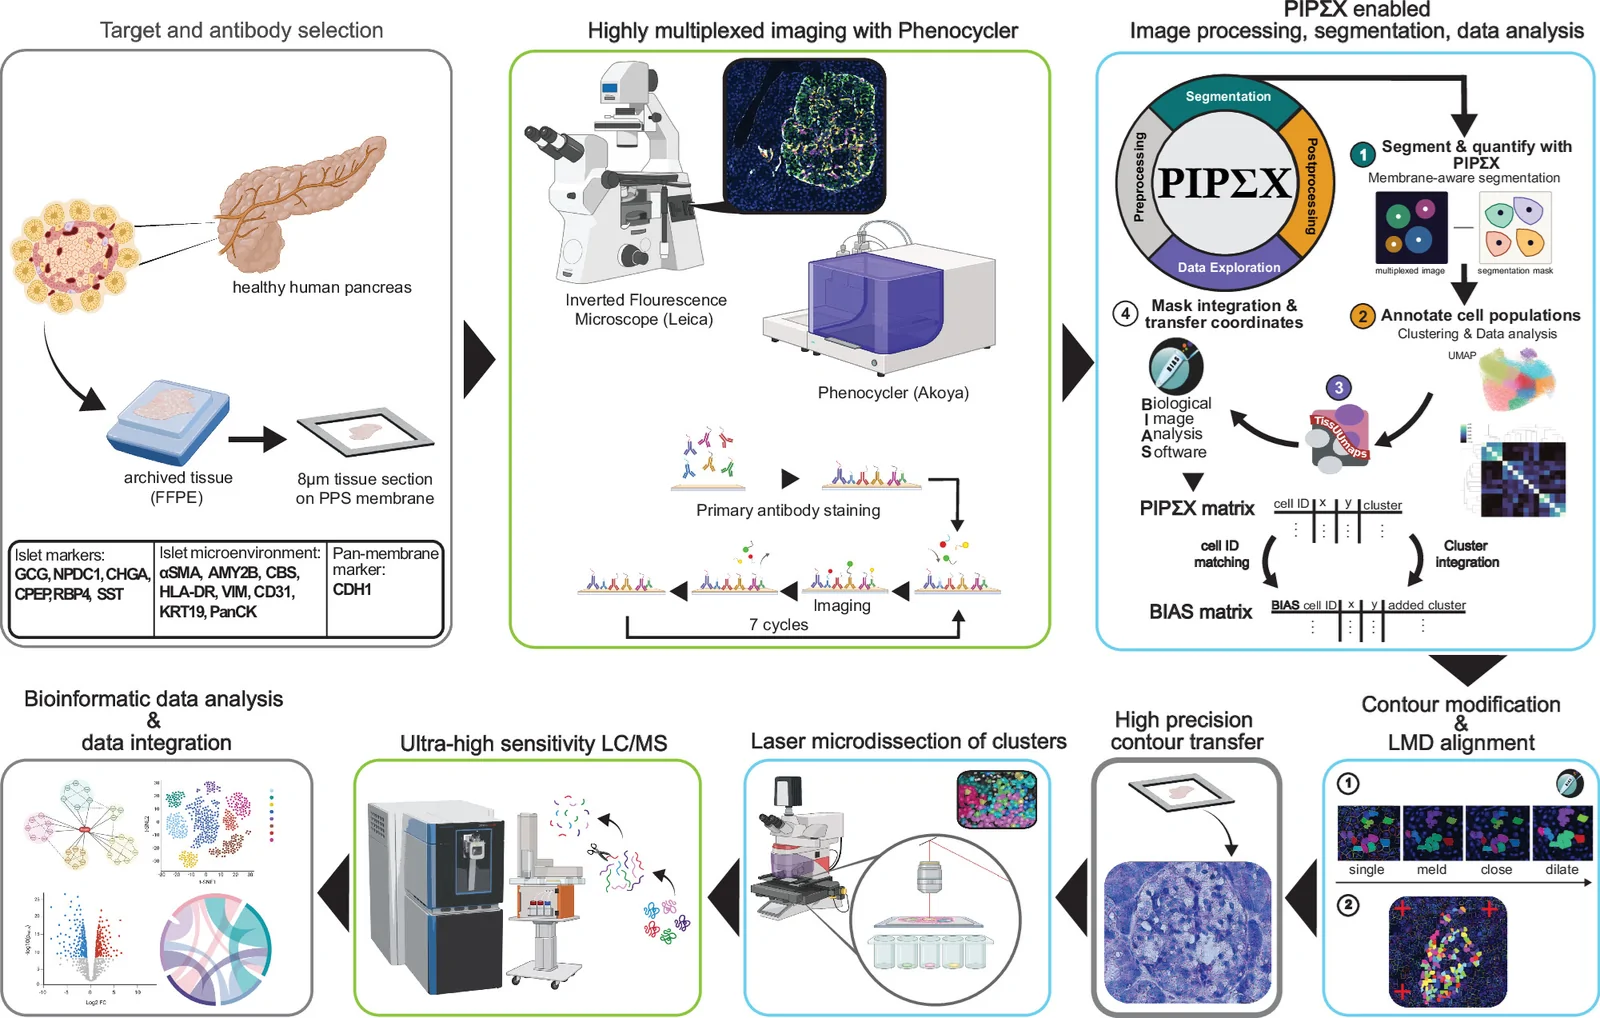 Target and antibody selection
healthy human pancreas
archived tissue
(FFPE)
8µm tissue section
on PPS membrane
Islet markers:
GCG, NPDC1, CHGA,
CPEP,RBP4, SST
Islet microenvironment:
αSMA, AMY2B, CBS,
HLA-DR, VIM, CD31,
KRT19, PanCK
Pan-membrane
marker:
CDH1
Highly multiplexed imaging with Phenocycler
Inverted Flourescence
Microscope (Leica)
Phenocycler (Akoya)
Primary antibody staining
Imaging
7 cycles
PIPΣX enabled
Image processing, segmentation, data analysis
Segmentation
Preprocessing
Postprocessing
PIPΣX
Data Exploration
1 Segment & quantify with
PIPΣX
Membrane-aware segmentation
multiplexed image
segmentation mask
2 Annotate cell populations
Clustering & Data analysis
UMAP
3
TissUUmaps
4 Mask integration &
transfer coordinates
BIAS
Biological
Image
Analysis
Software
PIPΣX matrix
cell ID x y cluster
cell ID
matching
Cluster
integration
BIAS matrix
BIAS cell ID x y added cluster
Contour modification
&
LMD alignment
1
single meld close dilate
2
High precision
contour transfer
Laser microdissection of clusters
Ultra-high sensitivity LC/MS
Bioinformatic data analysis
&
data integration
Log2 FC